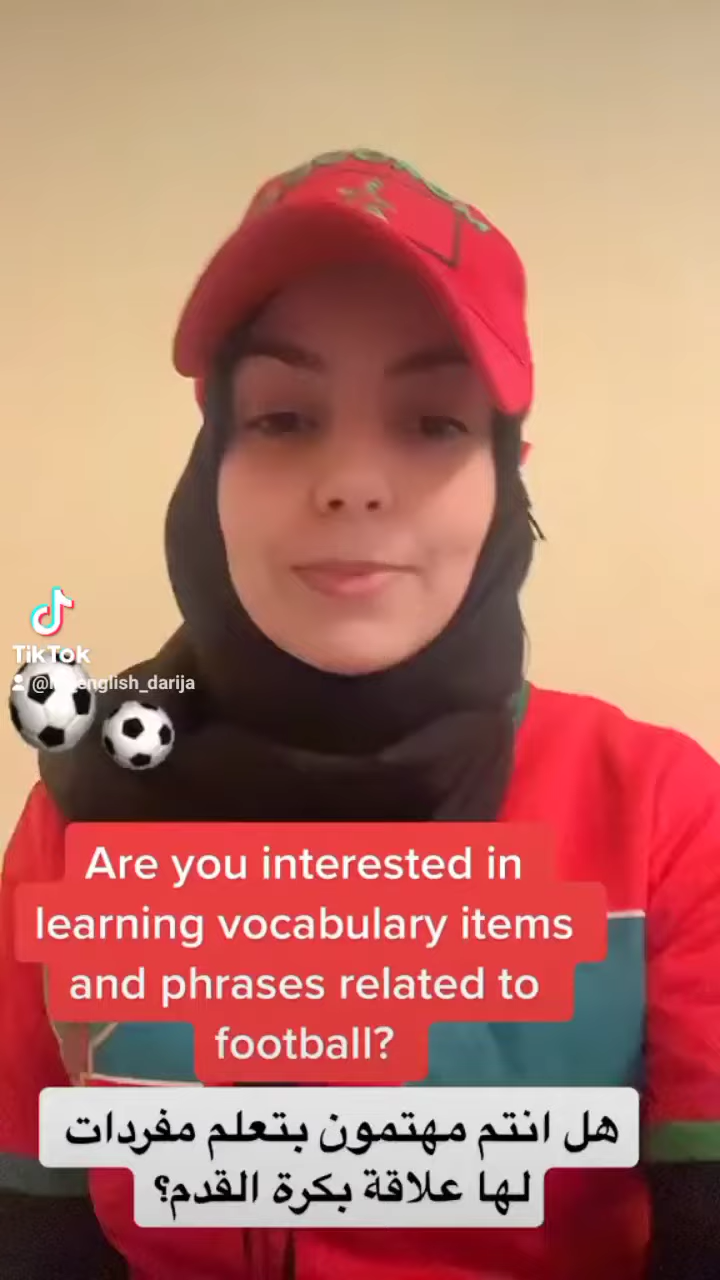 TikTok
Are you interested in
learning vocabulary items
and phrases related to
football?
هل انتم مهتمون بتعلم مفردات
لها علاقة بكرة القدم؟